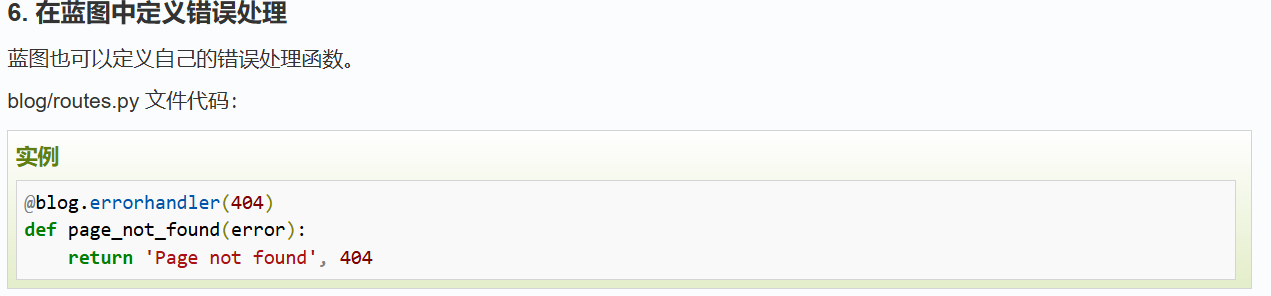 6. 在蓝图中定义错误处理
蓝图也可以定义自己的错误处理函数。
blog/routes.py 文件代码：
实例
@blog.errorhandler(404)
def page_not_found(error):
    return 'Page not found', 404